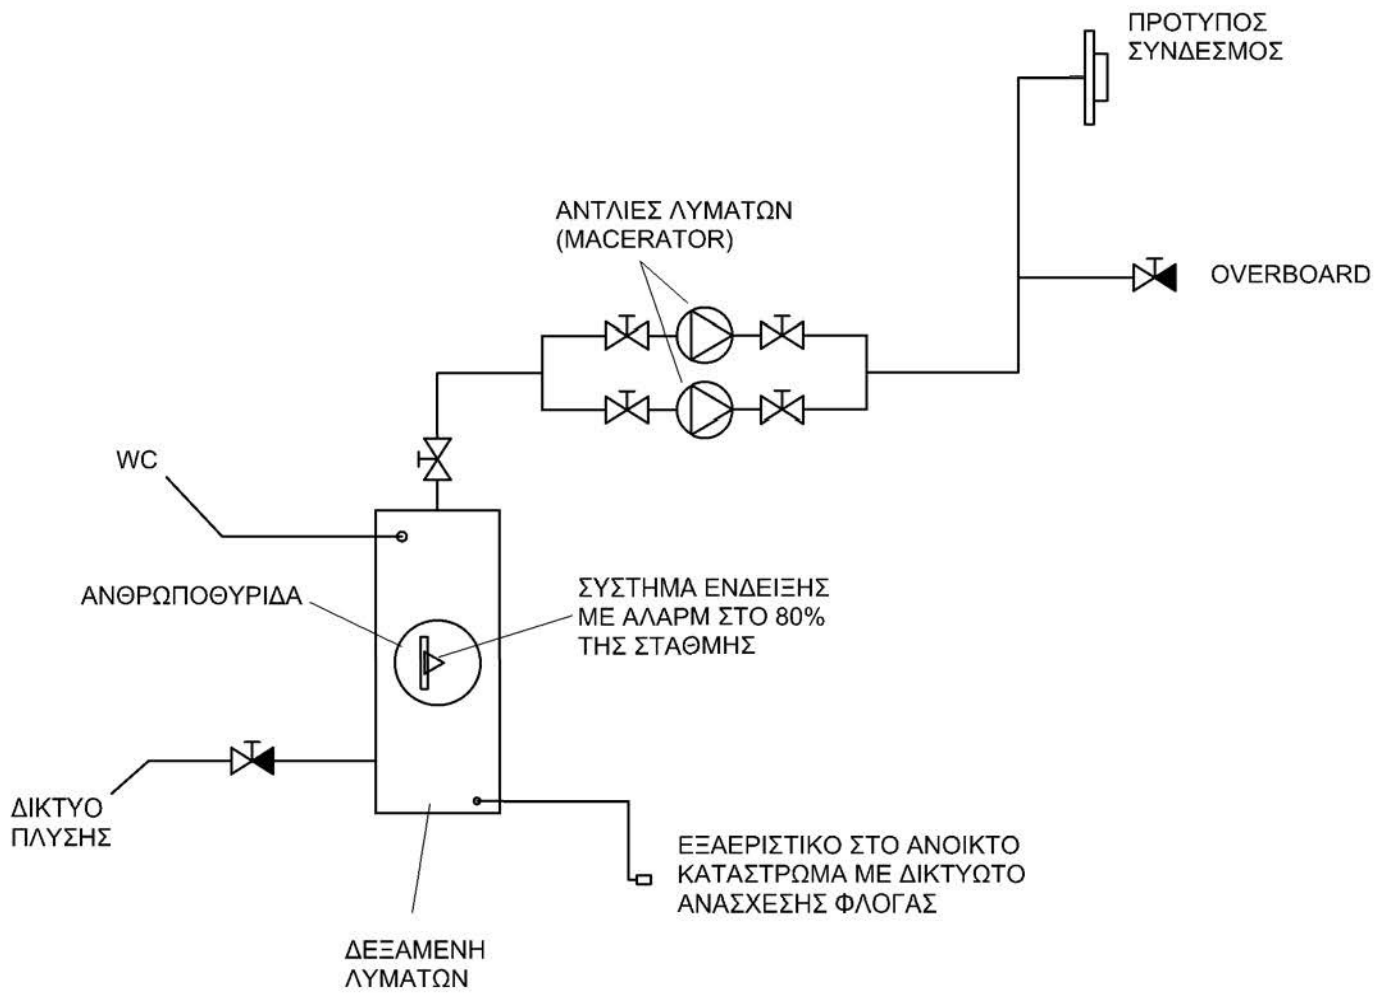 ΠΡΟΤΥΠΟΣ
ΣΥΝΔΕΣΜΟΣ
ΑΝΤΛΙΕΣ ΛΥΜΑΤΩΝ
(MACERATOR)
OVERBOARD
WC
ΑΝΘΡΩΠΟΘΥΡΙΔΑ
ΣΥΣΤΗΜΑ ΕΝΔΕΙΞΗΣ
ΜΕ ΑΛΑΡΜ ΣΤΟ 80%
ΤΗΣ ΣΤΑΘΜΗΣ
ΔΙΚΤΥΟ
ΠΛΥΣΗΣ
ΕΞΑΕΡΙΣΤΙΚΟ ΣΤΟ ΑΝΟΙΚΤΟ
ΚΑΤΑΣΤΡΩΜΑ ΜΕ ΔΙΚΤΥΩΤΟ
ΑΝΑΣΧΕΣΗΣ ΦΛΟΓΑΣ
ΔΕΞΑΜΕΝΗ
ΛΥΜΑΤΩΝ